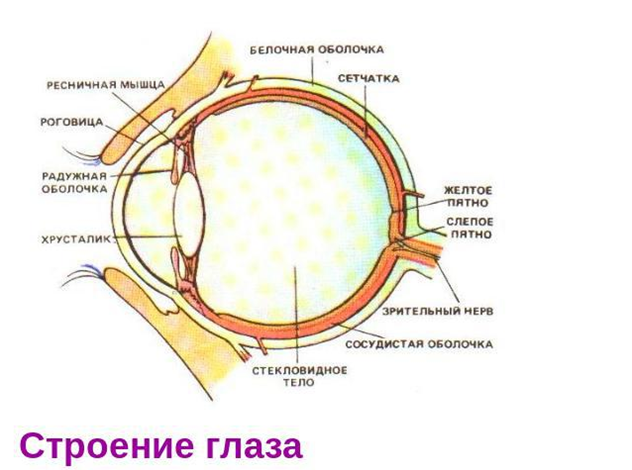 БЕЛОЧНАЯ ОБОЛОЧКА
СЕТЧАТКА
РЕСНИЧНАЯ МЫШЦА
РОГОВИЦА
РАДУЖНАЯ
ОБОЛОЧКА
ХРУСТАЛИК
ЖЕЛТОЕ
ПЯТНО
СЛЕПОЕ
ПЯТНО
ЗРИТЕЛЬНЫЙ НЕРВ
СОСУДИСТАЯ ОБОЛОЧКА
СТЕКЛОВИДНОЕ
ТЕЛО
Строение глаза